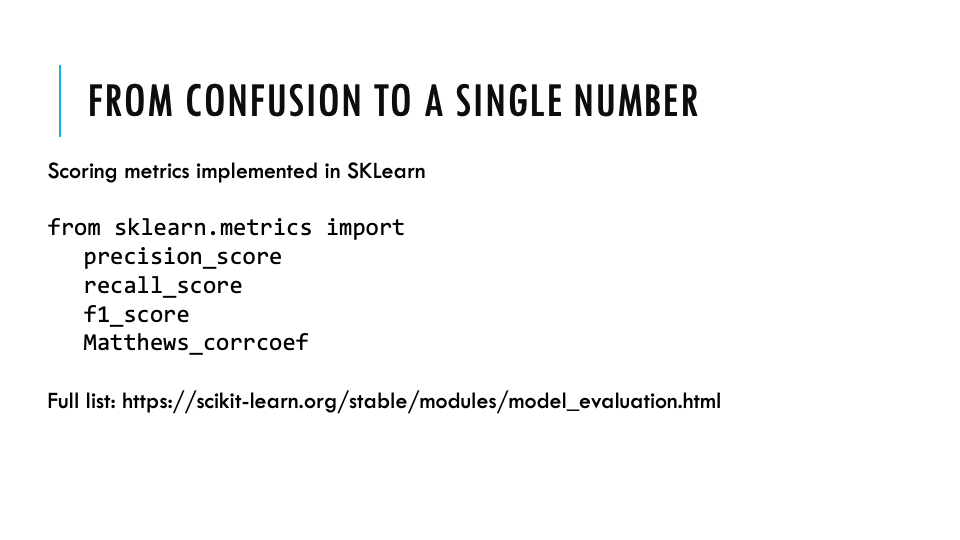 FROM CONFUSION TO A SINGLE NUMBER
Scoring metrics implemented in SKLearn
from sklearn.metrics import
precision_score
recall_score
f1_score
Matthews_corrcoef
Full list: https://scikit-learn.org/stable/modules/model_evaluation.html